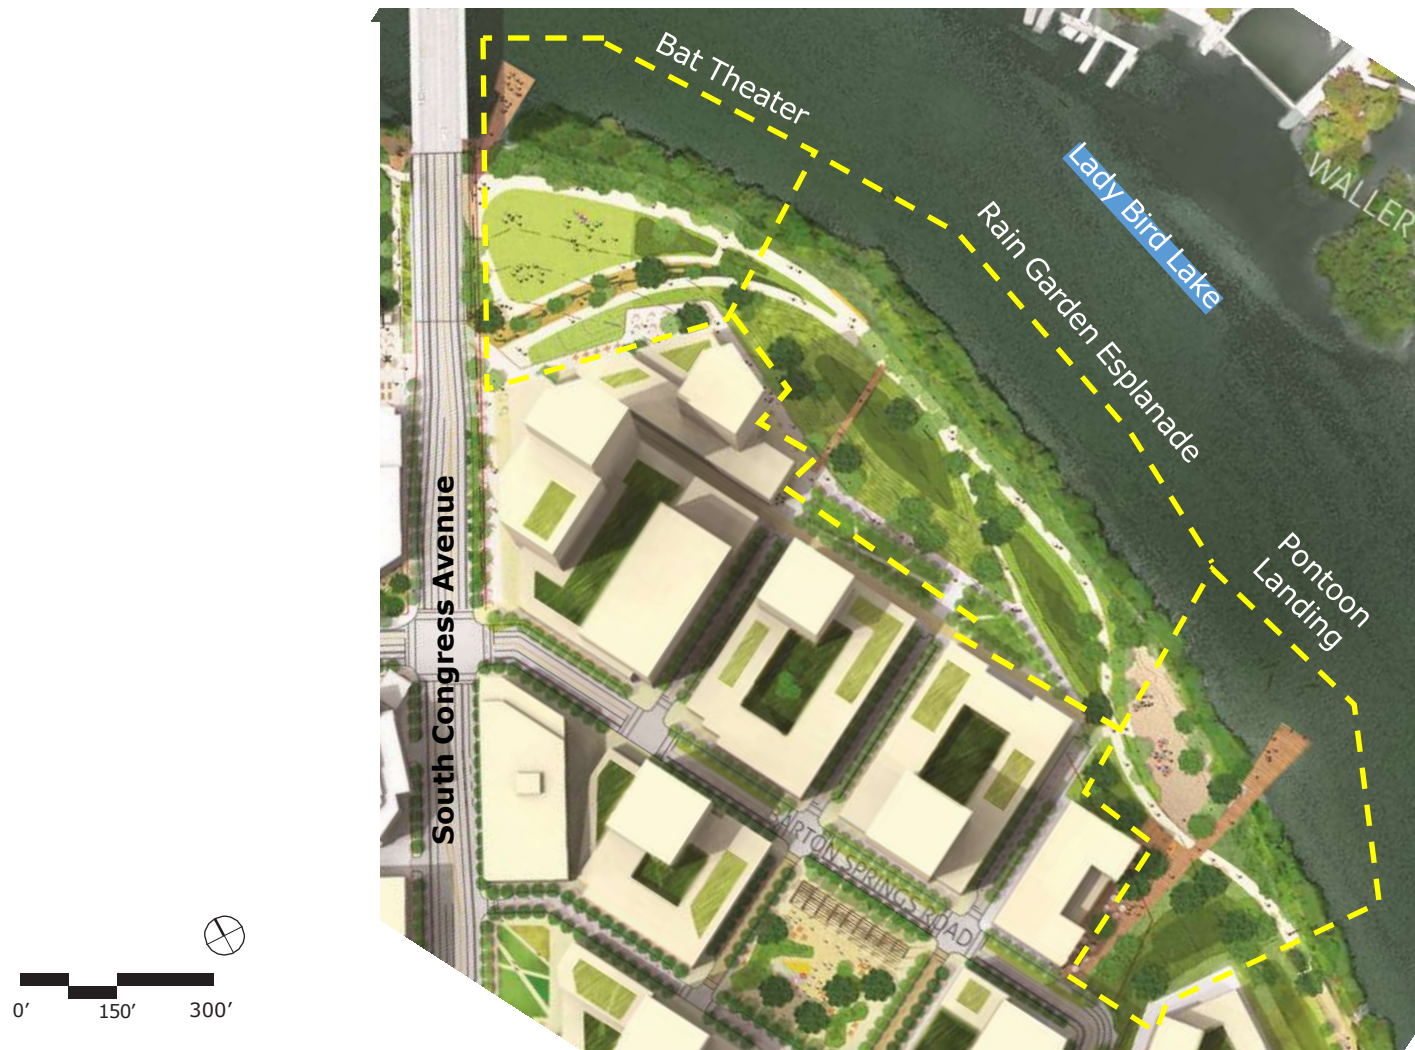 Bat Theater
Lady Bird Lake
WALLER
Rain Garden Esplanade
Pontoon
Landing
South Congress Avenue
BARTON SPRINGS ROAD
0’ 150’ 300’